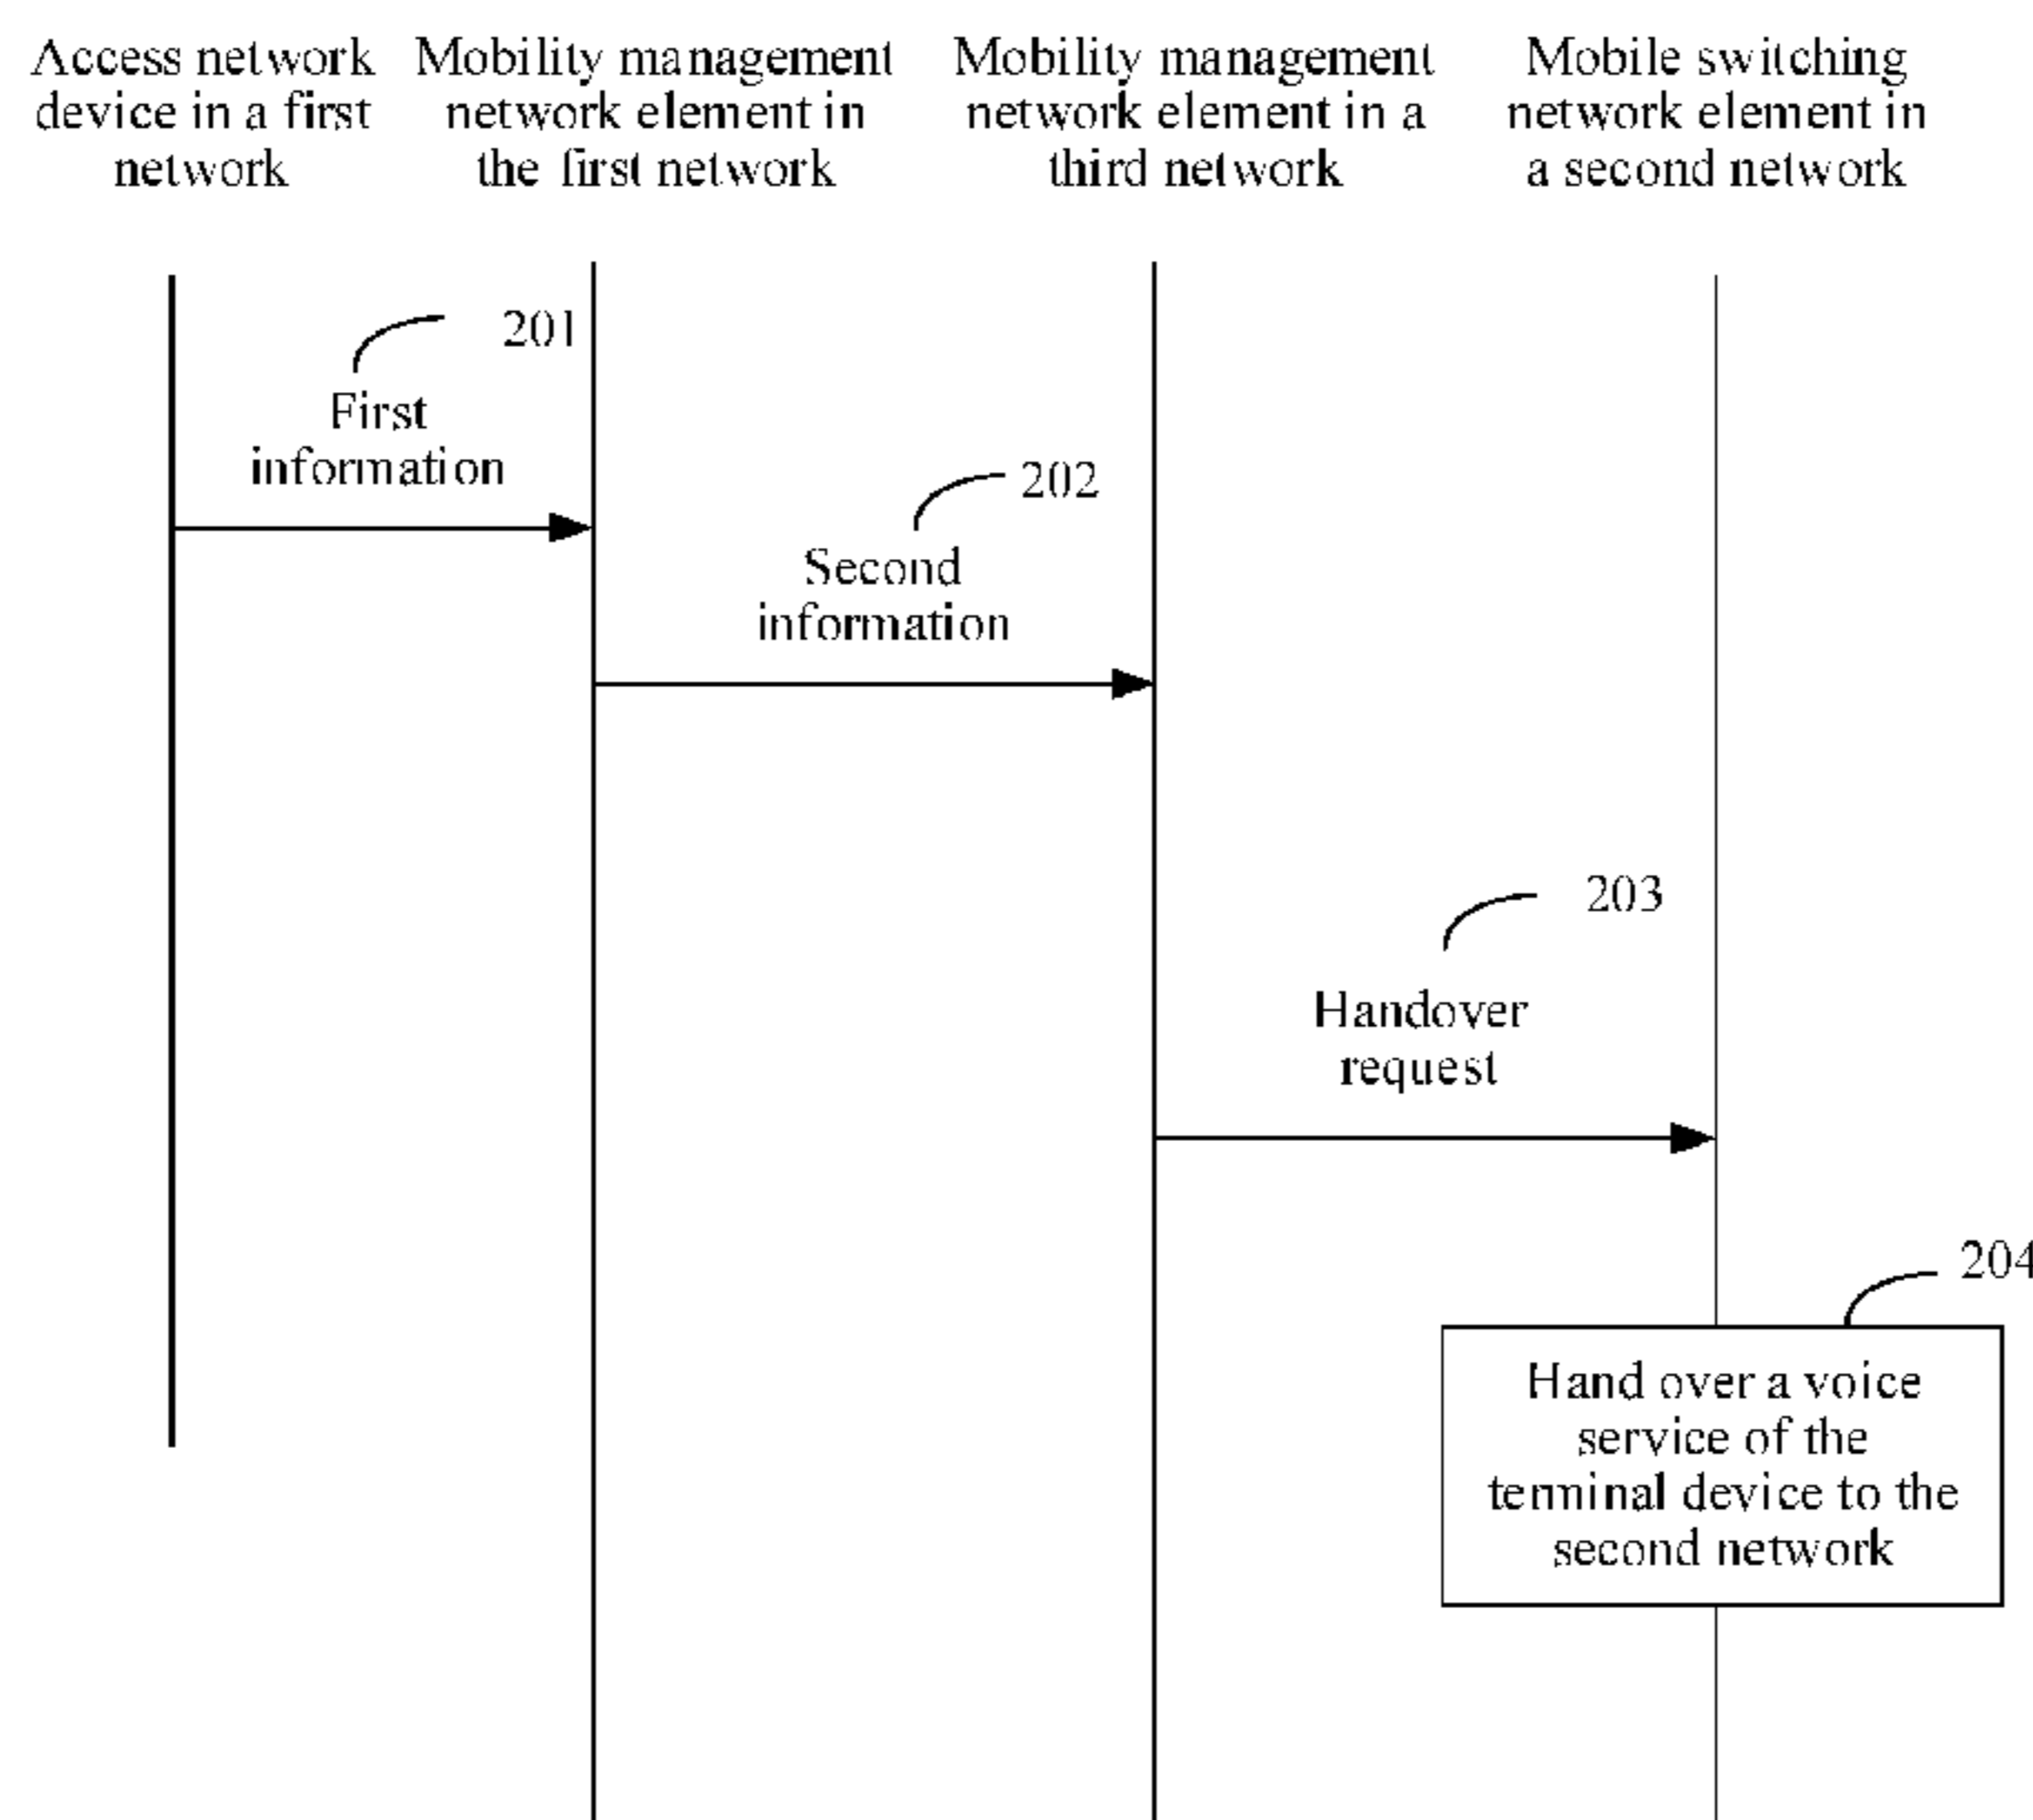 Access network
device in a first
network
Mobility management
network element in
the first network
Mobility management
network element in a
third network
Mobile switching
network element in
a second network
201
First
information
202
Second
information
203
Handover
request
204
Hand over a voice
service of the
terminal device to the
second network